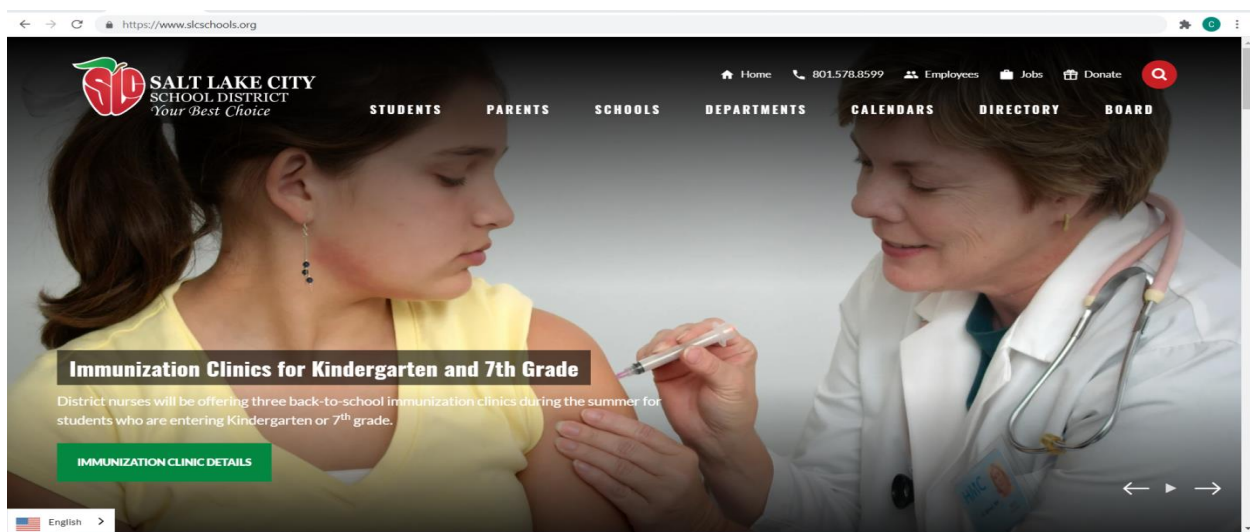 https://www.slcschools.org
C
SLC
SALT LAKE CITY
SCHOOL DISTRICT
Your Best Choice
Home 801.578.8599 Employees Jobs Donate
STUDENTS PARENTS SCHOOLS DEPARTMENTS CALENDARS DIRECTORY BOARD
Immunization Clinics for Kindergarten and 7th Grade
District nurses will be offering three back-to-school immunization clinics during the summer for
students who are entering Kindergarten or 7th grade.
IMMUNIZATION CLINIC DETAILS
English